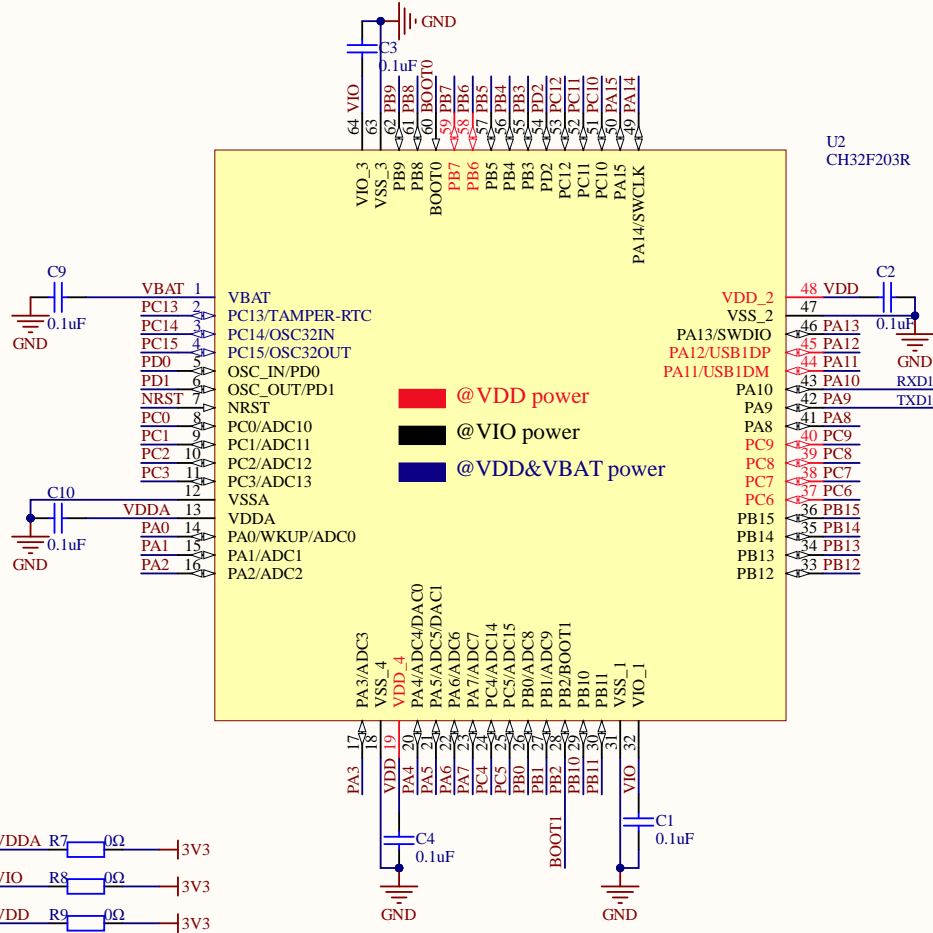 GND
C3
0.1uF
VIO
PB9
PB8
BOOT0
PB7
PB6
PB5
PB4
PB3
PD2
PC12
PC11
PC10
PA15
PA14
64
63
62
61
60
59
58
57
56
55
54
53
52
51
50
49
U2
CH32F203R
VIO_3
VSS_3
PB9
PB8
BOOT0
PB7
PB6
PB5
PB4
PB3
PD2
PC12
PC11
PC10
PA15
PA14/SWCLK
C9
0.1uF
GND
VBAT 1 VBAT
PC13 2 PC13/TAMPER-RTC
PC14 3 PC14/OSC32IN
PC15 4 PC15/OSC32OUT
PD0 5 OSC_IN/PD0
PD1 6 OSC_OUT/PD1
NRST 7 NRST
PC0 8 PC0/ADC10
PC1 9 PC1/ADC11
PC2 10 PC2/ADC12
PC3 11 PC3/ADC13
12 VSSA
VDDA 13 VDDA
PA0 14 PA0/WKUP/ADC0
PA1 15 PA1/ADC1
PA2 16 PA2/ADC2
C10
0.1uF
GND
@VDD power
@VIO power
@VDD&VBAT power
VDD_2 48 VDD
VSS_2 47
PA13/SWDIO 46 PA13
PA12/USB1DP 45 PA12
PA11/USB1DM 44 PA11
PA10 43 PA10 RXD1
PA9 42 PA9 TXD1
PA8 41 PA8
PC9 40 PC9
PC8 39 PC8
PC7 38 PC7
PC6 37 PC6
PB15 36 PB15
PB14 35 PB14
PB13 34 PB13
PB12 33 PB12
C2
0.1uF
GND
PA3/ADC3
VSS_4
VDD_4
PA4/ADC4/DAC0
PA5/ADC5/DAC1
PA6/ADC6
PA7/ADC7
PC4/ADC14
PC5/ADC15
PB0/ADC8
PB1/ADC9
PB2/BOOT1
PB10
PB11
VSS_1
VIO_1
17
18
19
20
21
22
23
24
25
26
27
28
29
30
31
32
PA3
VDD
PA4
PA5
PA6
PA7
PC4
PC5
PB0
PB1
PB2
PB10
PB11
VIO
BOOT1
C4
0.1uF
GND
C1
0.1uF
GND
VDDA R7 0Ω 3V3
VIO R8 0Ω 3V3
VDD R9 0Ω 3V3